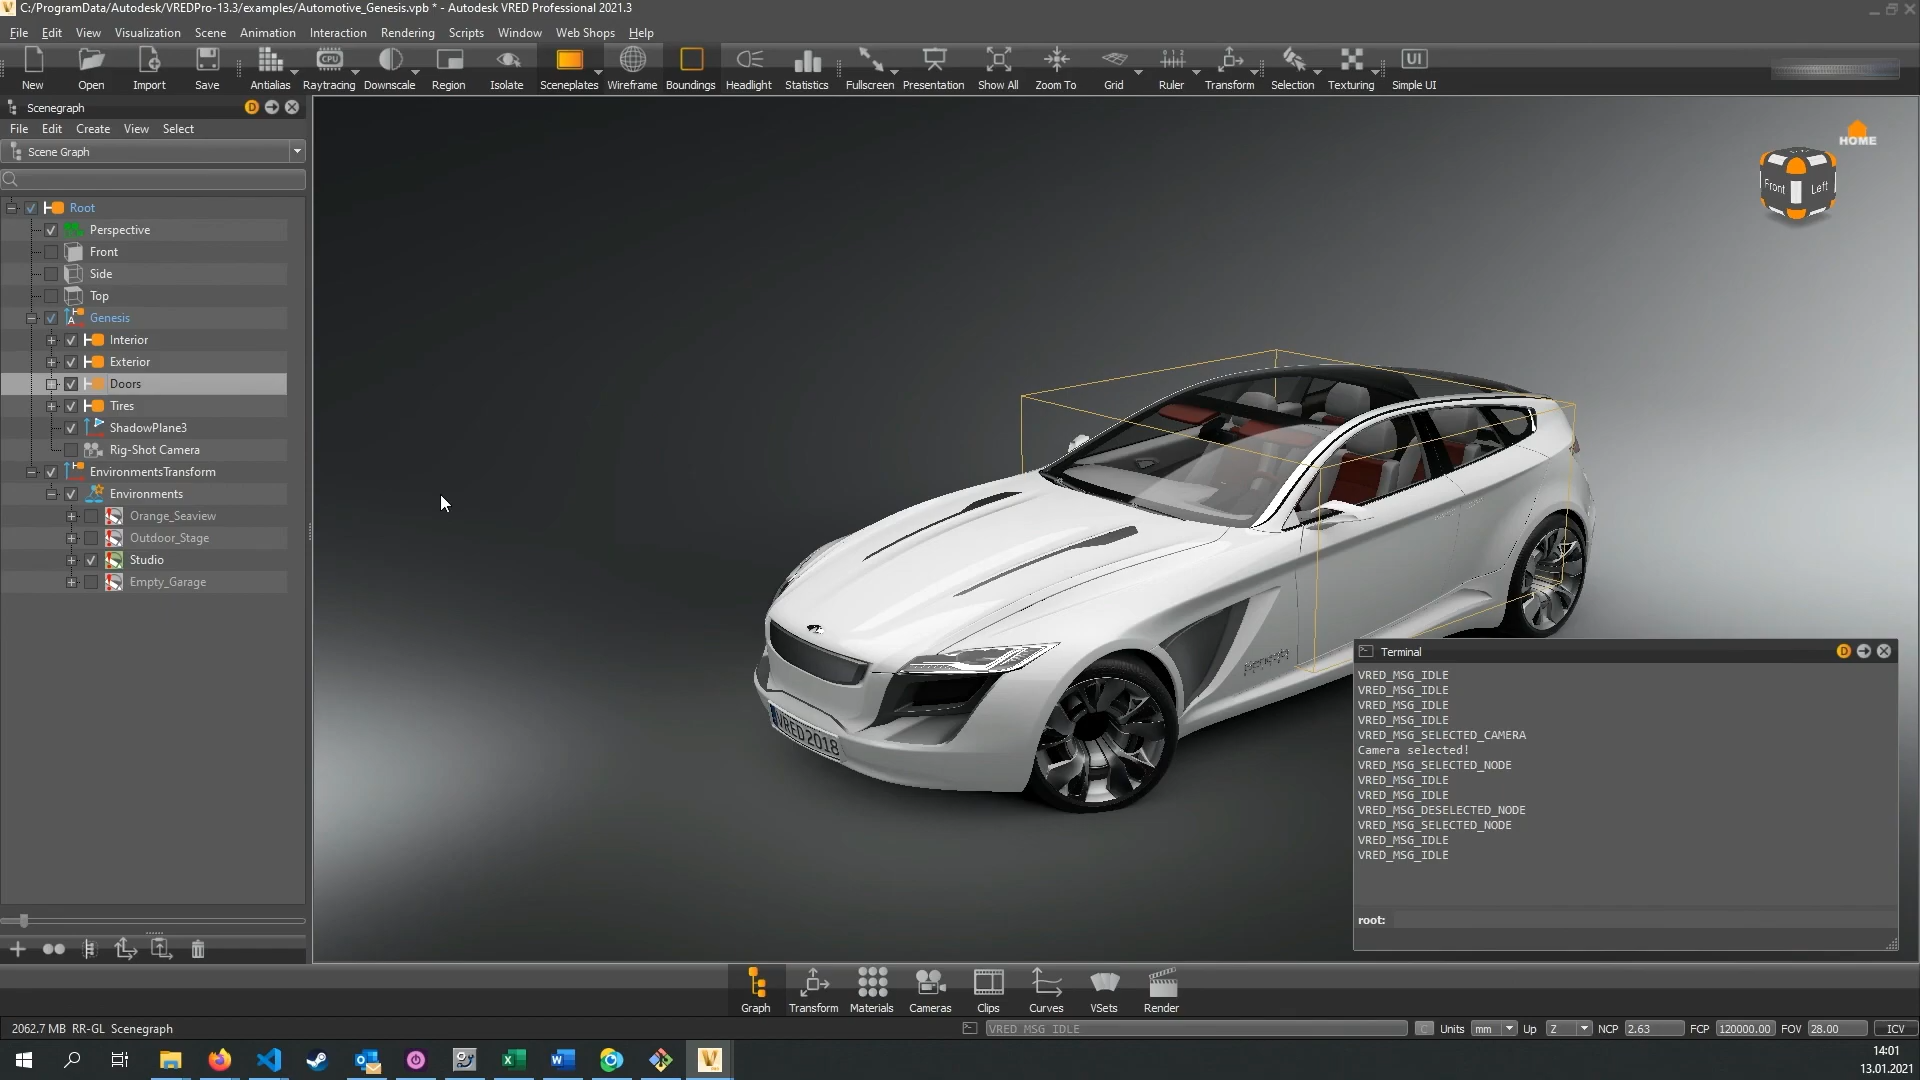 C:/ProgramData/Autodesk/VREDPro-13.3/examples/Automotive_Genesis.vpb * - Autodesk VRED Professional 2021.3
File Edit View Visualization Scene Animation Interaction Rendering Scripts Window Web Shops Help
New Open Import Save Antialias Raytracing Downscale Region Isolate Sceneplates Wireframe Boundings Headlight Statistics Fullscreen Presentation Show All Zoom To Grid Ruler Transform Selection Texturing Simple UI
CPU
UI
Scenegraph
D
File Edit Create View Select
Scene Graph
Root
Perspective
Front
Side
Top
Genesis
Interior
Exterior
Doors
Tires
ShadowPlane3
Rig-Shot Camera
EnvironmentsTransform
Environments
Orange_Seaview
Outdoor_Stage
Studio
Empty_Garage
HOME
Front Left
VRED2018
Terminal
D
VRED_MSG_IDLE
VRED_MSG_IDLE
VRED_MSG_IDLE
VRED_MSG_IDLE
VRED_MSG_SELECTED_CAMERA
Camera selected!
VRED_MSG_SELECTED_NODE
VRED_MSG_IDLE
VRED_MSG_IDLE
VRED_MSG_DESELECTED_NODE
VRED_MSG_SELECTED_NODE
VRED_MSG_IDLE
VRED_MSG_IDLE
root:
Graph Transform Materials Cameras Clips Curves VSets Render
2062.7 MB RR-GL Scenegraph
VRED_MSG_IDLE
C Units mm Up Z NCP 2.63 FCP 120000.00 FOV 28.00 ICV
14:01
13.01.2021